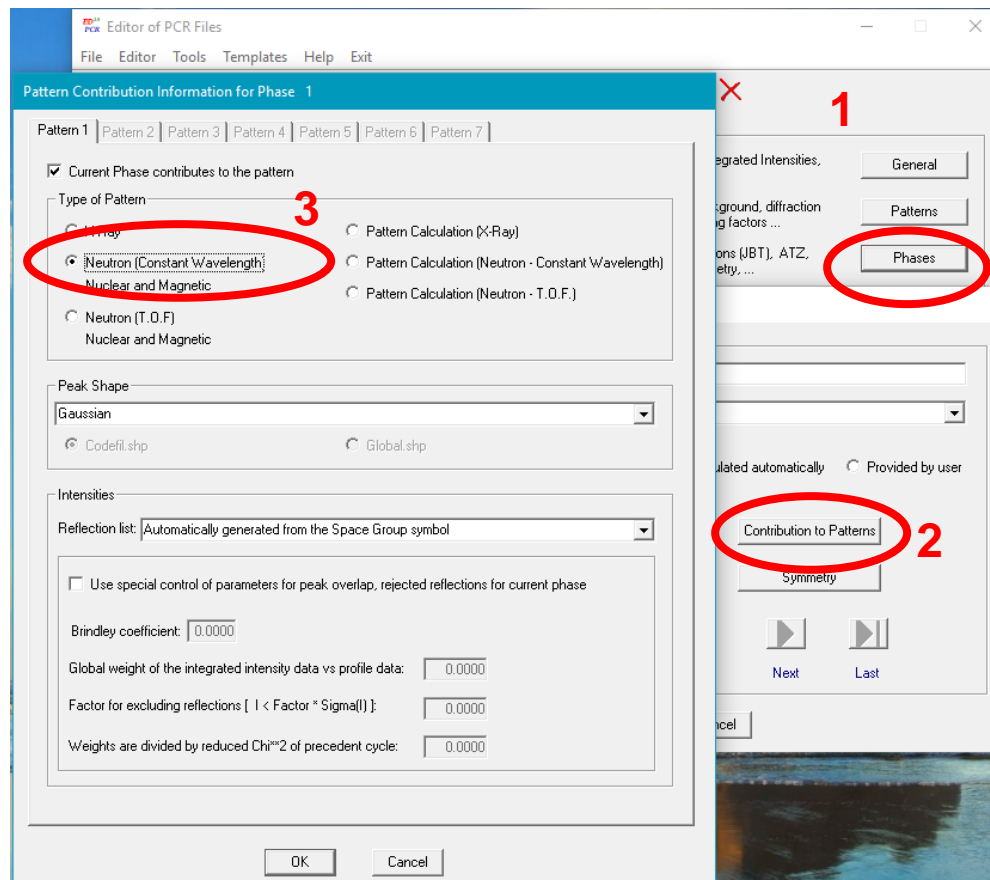 ED PCR Editor of PCR Files
File Editor Tools Templates Help Exit
Pattern Contribution Information for Phase 1
1
Pattern 1 Pattern 2 Pattern 3 Pattern 4 Pattern 5 Pattern 6 Pattern 7
Current Phase contributes to the pattern
Type of Pattern
3
Pattern Calculation (X-Ray)
Neutron (Constant Wavelength)
Pattern Calculation (Neutron - Constant Wavelength)
Nuclear and Magnetic
Pattern Calculation (Neutron - T.O.F.)
Neutron (T.O.F)
Nuclear and Magnetic
Peak Shape
Gaussian
Codefil.shp Global.shp
Intensities
Reflection list: Automatically generated from the Space Group symbol
Use special control of parameters for peak overlap, rejected reflections for current phase
Brindley coefficient: 0.0000
Global weight of the integrated intensity data vs profile data: 0.0000
Factor for excluding reflections [ I < Factor * Sigma(I) ]: 0.0000
Weights are divided by reduced Chi**2 of precedent cycle: 0.0000
OK Cancel
egrated Intensities,
General
kground, diffraction
ng factors ...
Patterns
ons (JBT), ATZ,
etry, ...
Phases
ulated automatically Provided by user
Contribution to Patterns
2
Symmetry
Next Last
ncel